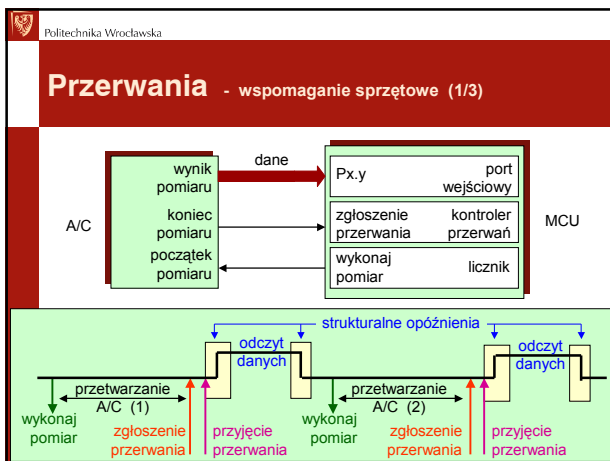 Politechnika Wrocławska
Przerwania - wspomaganie sprzętowe (1/3)
A/C
wynik
pomiaru
koniec
pomiaru
początek
pomiaru
dane
Px.y port
wejściowy
zgłoszenie kontroler
przerwania przerwań
wykonaj
pomiar licznik
MCU
strukturalne opóźnienia
odczyt
danych
odczyt
danych
przetwarzanie
A/C (1)
przetwarzanie
A/C (2)
wykonaj
pomiar
zgłoszenie
przerwania
przyjęcie
przerwania
wykonaj
pomiar
zgłoszenie
przerwania
przyjęcie
przerwania